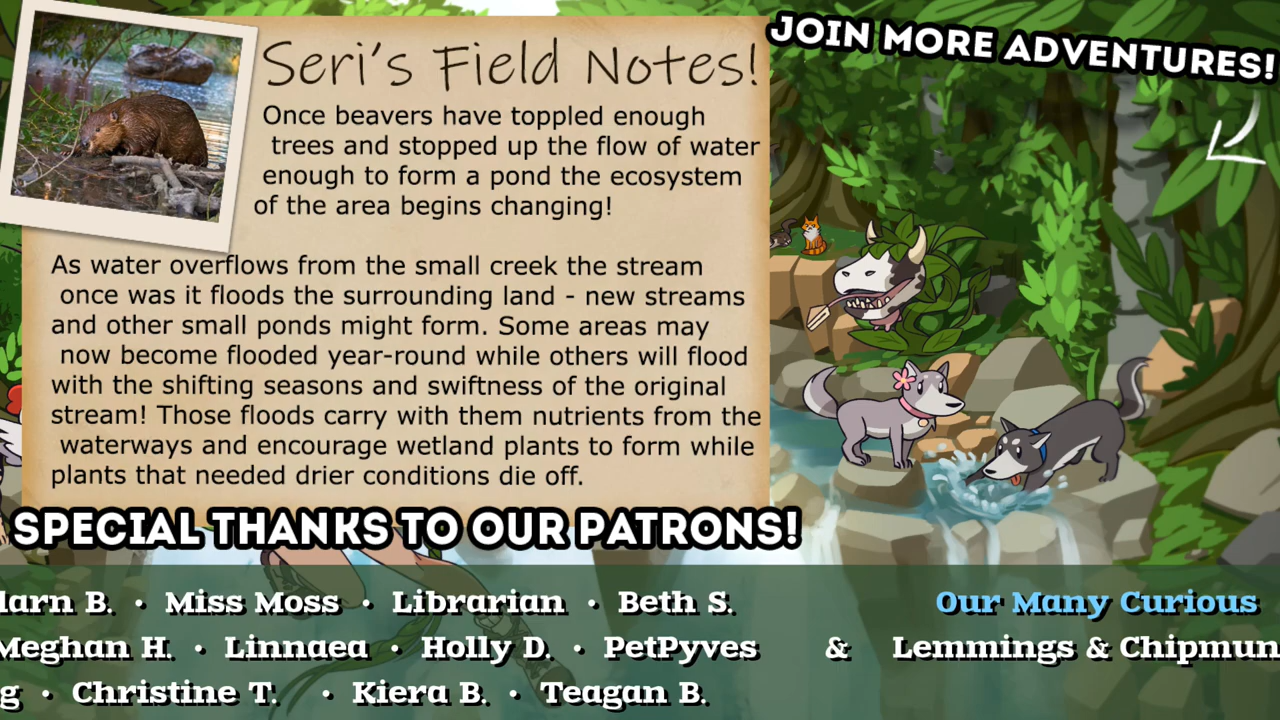 JOIN MORE ADVENTURES!
Seri's Field Notes!
Once beavers have toppled enough
trees and stopped up the flow of water
enough to form a pond the ecosystem
of the area begins changing!
As water overflows from the small creek the stream
once was it floods the surrounding land - new streams
and other small ponds might form. Some areas may
now become flooded year-round while others will flood
with the shifting seasons and swiftness of the original
stream! Those floods carry with them nutrients from the
waterways and encourage wetland plants to form while
plants that needed drier conditions die off.
SPECIAL THANKS TO OUR PATRONS!
B. • Miss Moss • Librarian • Beth S. Our Many Curious
Meghan H. • Linnaea • Holly D. • PetPyves & Lemmings &
• Christine T. • Kiera B. • Teagan B.